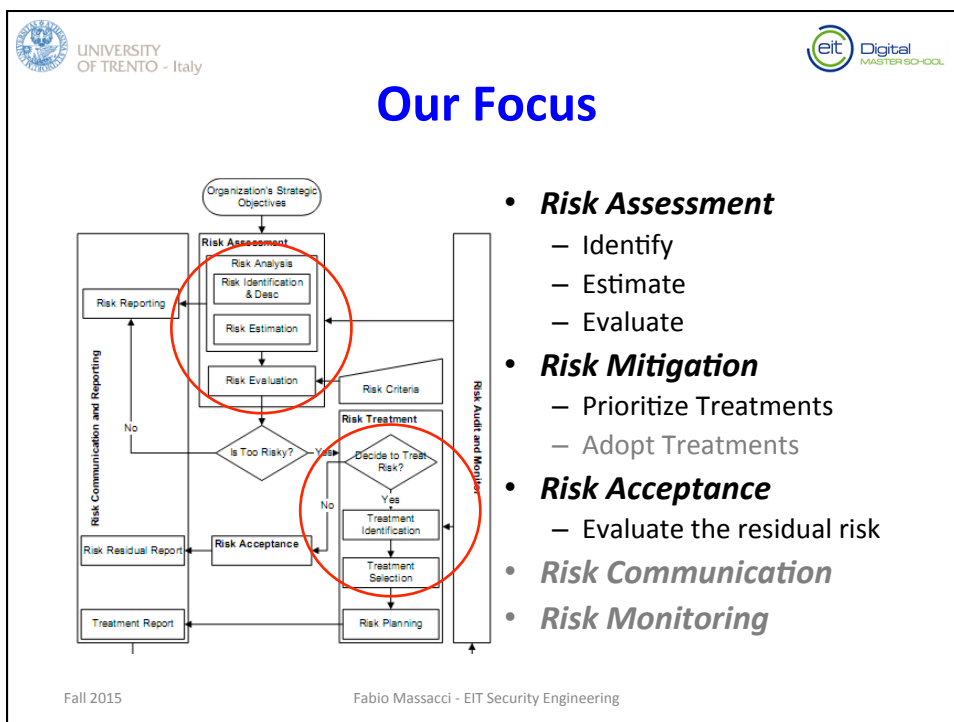 UNIVERSITY
OF TRENTO - Italy
eit Digital
MASTER SCHOOL
Our Focus
Organization's Strategic
Objectives
Risk Assessment
Risk Analysis
Risk Identification
& Desc
Risk Reporting
Risk Estimation
Risk Evaluation
Risk Criteria
Risk Communication and Reporting
Risk Audit and Monitor
No
Is Too Risky?
Yes
Risk Treatment
Decide to Treat
Risk?
Yes
No
Treatment
Identification
Risk Residual Report
Risk Acceptance
Treatment
Selection
Treatment Report
Risk Planning
• Risk Assessment
– Identify
– Estimate
– Evaluate
• Risk Mitigation
– Prioritize Treatments
– Adopt Treatments
• Risk Acceptance
– Evaluate the residual risk
• Risk Communication
• Risk Monitoring
Fall 2015
Fabio Massacci - EIT Security Engineering